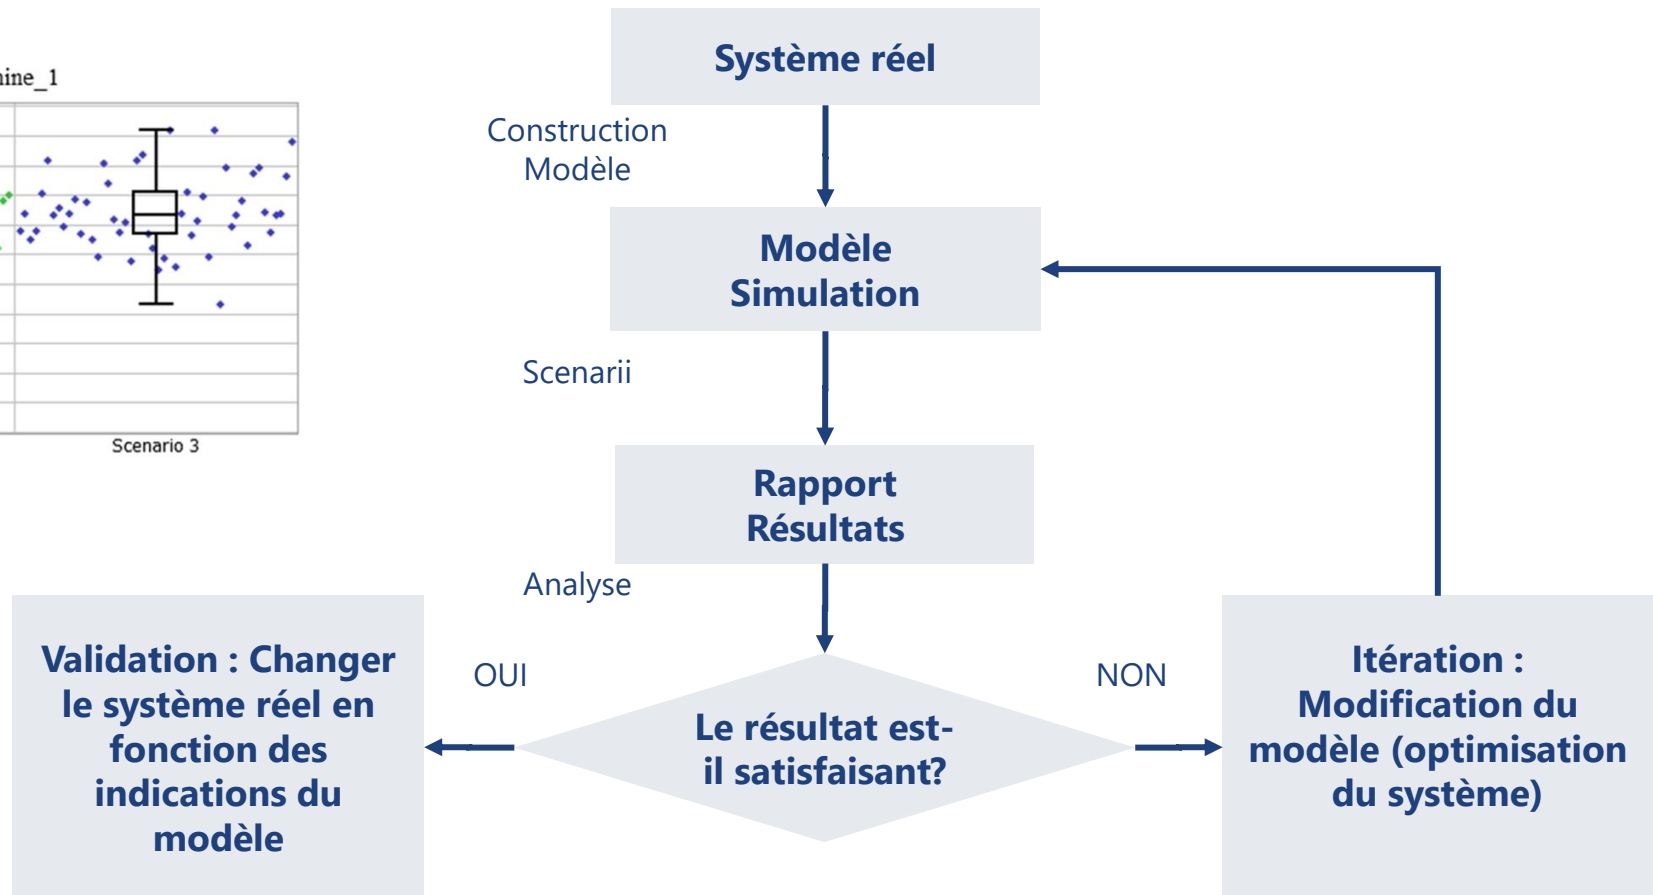 Système réel
ine_1
Construction
Modèle
Modèle
Simulation
Scenarii
Scenario 3
Rapport
Résultats
Analyse
Validation : Changer
le système réel en
fonction des
indications du
modèle
OUI
Le résultat est-
il satisfaisant?
NON
Itération :
Modification du
modèle (optimisation
du système)